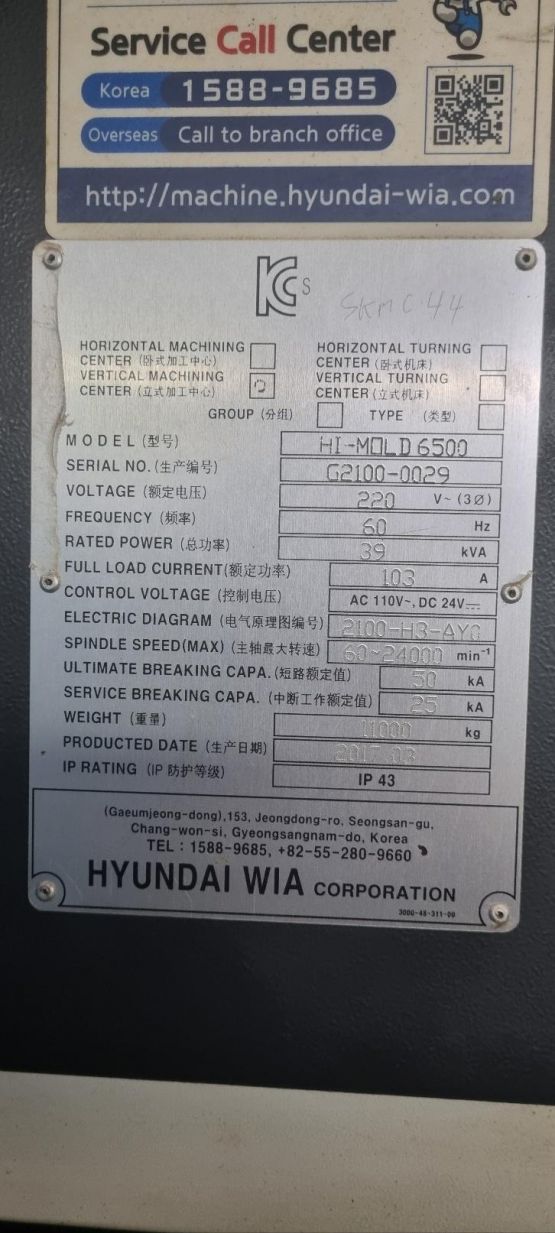 Service Call Center
Korea 1588-9685
Overseas Call to branch office
http://machine.hyundai-wia.com
KCs
SKMC 44
HORIZONTAL MACHINING CENTER (卧式加工中心)
HORIZONTAL TURNING CENTER (卧式机床)
VERTICAL MACHINING CENTER (立式加工中心)
VERTICAL TURNING CENTER (立式机床)
GROUP (分组) TYPE (类型)
MODEL (型号) HI-MOLD 6500
SERIAL NO. (生产编号) G2100-0029
VOLTAGE (额定电压) 220 V~ (3Ø)
FREQUENCY (频率) 60 Hz
RATED POWER (总功率) 39 kVA
FULL LOAD CURRENT(额定功率) 103 A
CONTROL VOLTAGE (控制电压) AC 110V~, DC 24V⎓
ELECTRIC DIAGRAM (电气原理图编号) 2100-H3-AYG
SPINDLE SPEED(MAX) (主轴最大转速) 60~24000 min⁻¹
ULTIMATE BREAKING CAPA. (短路额定值) 50 kA
SERVICE BREAKING CAPA. (中断工作额定值) 25 kA
WEIGHT (重量) 11000 kg
PRODUCTED DATE (生产日期) 2017.03
IP RATING (IP 防护等级) IP 43
(Gaeumjeong-dong),153, Jeongdong-ro, Seongsan-gu,
Chang-won-si, Gyeongsangnam-do, Korea
TEL : 1588-9685, +82-55-280-9660
HYUNDAI WIA CORPORATION
3000-48-311-00